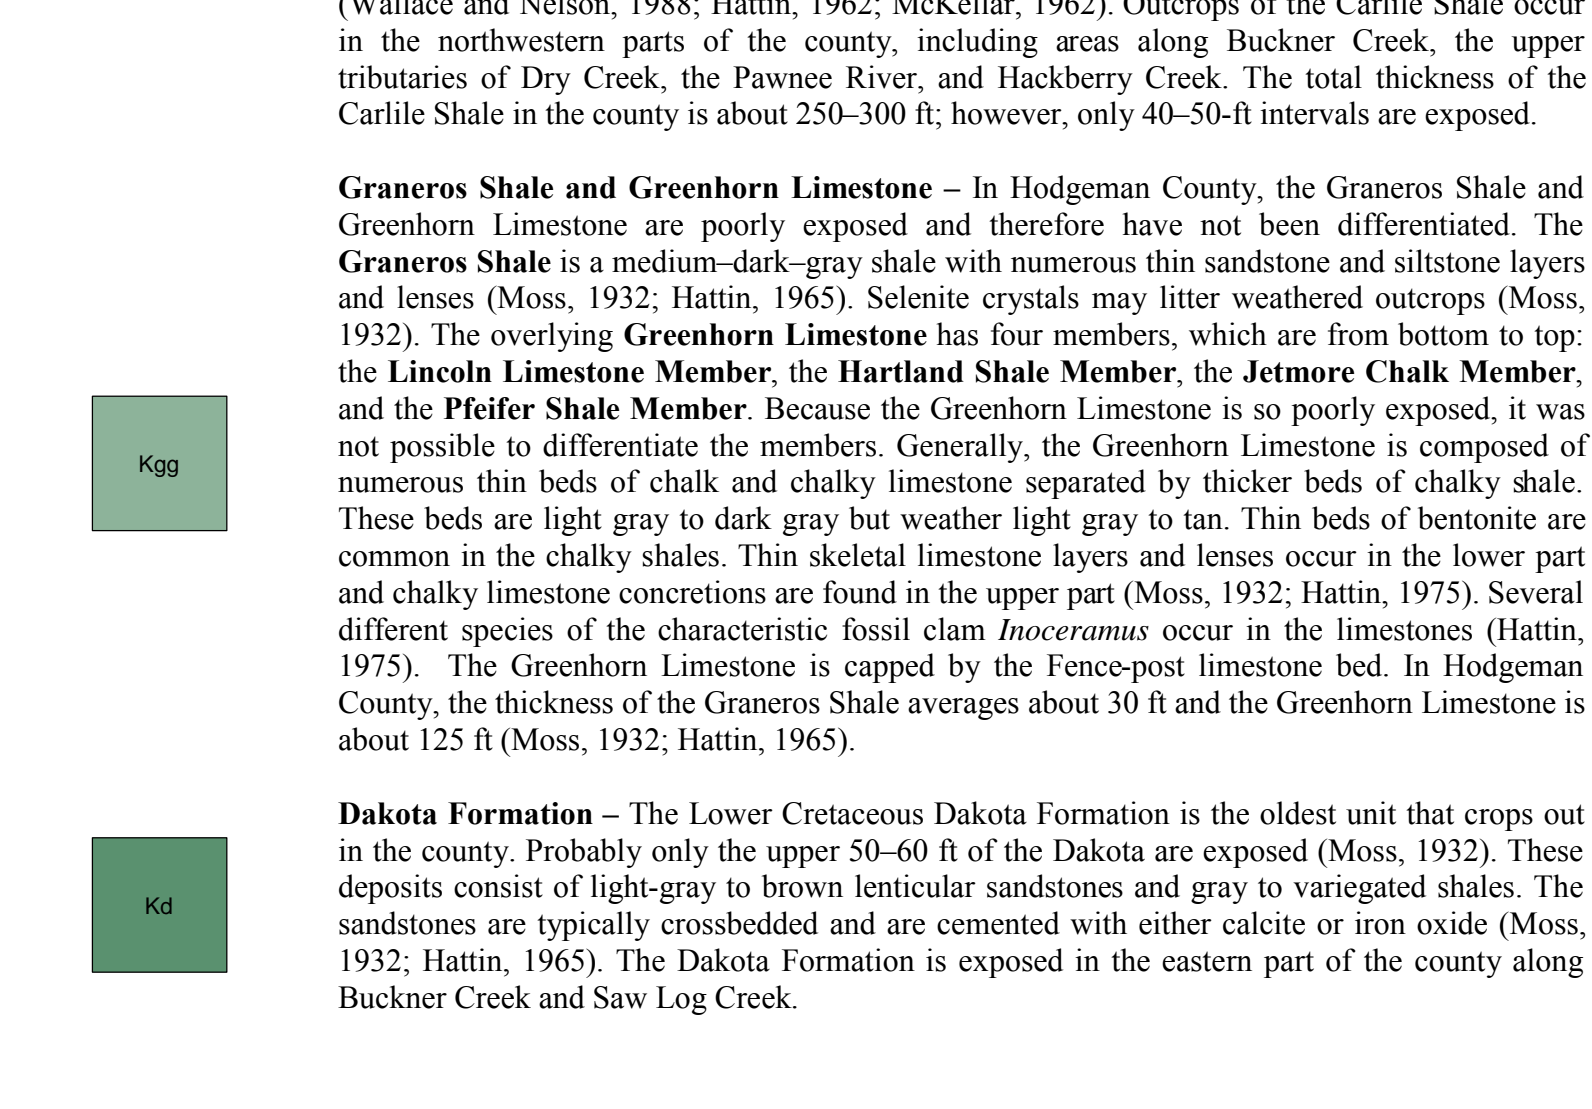 (Wallace and Nelson, 1988; Hattin, 1962; McKellar, 1962). Outcrops of the Carlile Shale occur
in the northwestern parts of the county, including areas along Buckner Creek, the upper
tributaries of Dry Creek, the Pawnee River, and Hackberry Creek. The total thickness of the
Carlile Shale in the county is about 250–300 ft; however, only 40–50-ft intervals are exposed.
Graneros Shale and Greenhorn Limestone – In Hodgeman County, the Graneros Shale and
Greenhorn Limestone are poorly exposed and therefore have not been differentiated. The
Graneros Shale is a medium–dark–gray shale with numerous thin sandstone and siltstone layers
and lenses (Moss, 1932; Hattin, 1965). Selenite crystals may litter weathered outcrops (Moss,
1932). The overlying Greenhorn Limestone has four members, which are from bottom to top:
the Lincoln Limestone Member, the Hartland Shale Member, the Jetmore Chalk Member,
and the Pfeifer Shale Member. Because the Greenhorn Limestone is so poorly exposed, it was
not possible to differentiate the members. Generally, the Greenhorn Limestone is composed of
Kgg
numerous thin beds of chalk and chalky limestone separated by thicker beds of chalky shale.
These beds are light gray to dark gray but weather light gray to tan. Thin beds of bentonite are
common in the chalky shales. Thin skeletal limestone layers and lenses occur in the lower part
and chalky limestone concretions are found in the upper part (Moss, 1932; Hattin, 1975). Several
different species of the characteristic fossil clam Inoceramus occur in the limestones (Hattin,
1975). The Greenhorn Limestone is capped by the Fence-post limestone bed. In Hodgeman
County, the thickness of the Graneros Shale averages about 30 ft and the Greenhorn Limestone is
about 125 ft (Moss, 1932; Hattin, 1965).
Dakota Formation – The Lower Cretaceous Dakota Formation is the oldest unit that crops out
in the county. Probably only the upper 50–60 ft of the Dakota are exposed (Moss, 1932). These
deposits consist of light-gray to brown lenticular sandstones and gray to variegated shales. The
Kd
sandstones are typically crossbedded and are cemented with either calcite or iron oxide (Moss,
1932; Hattin, 1965). The Dakota Formation is exposed in the eastern part of the county along
Buckner Creek and Saw Log Creek.